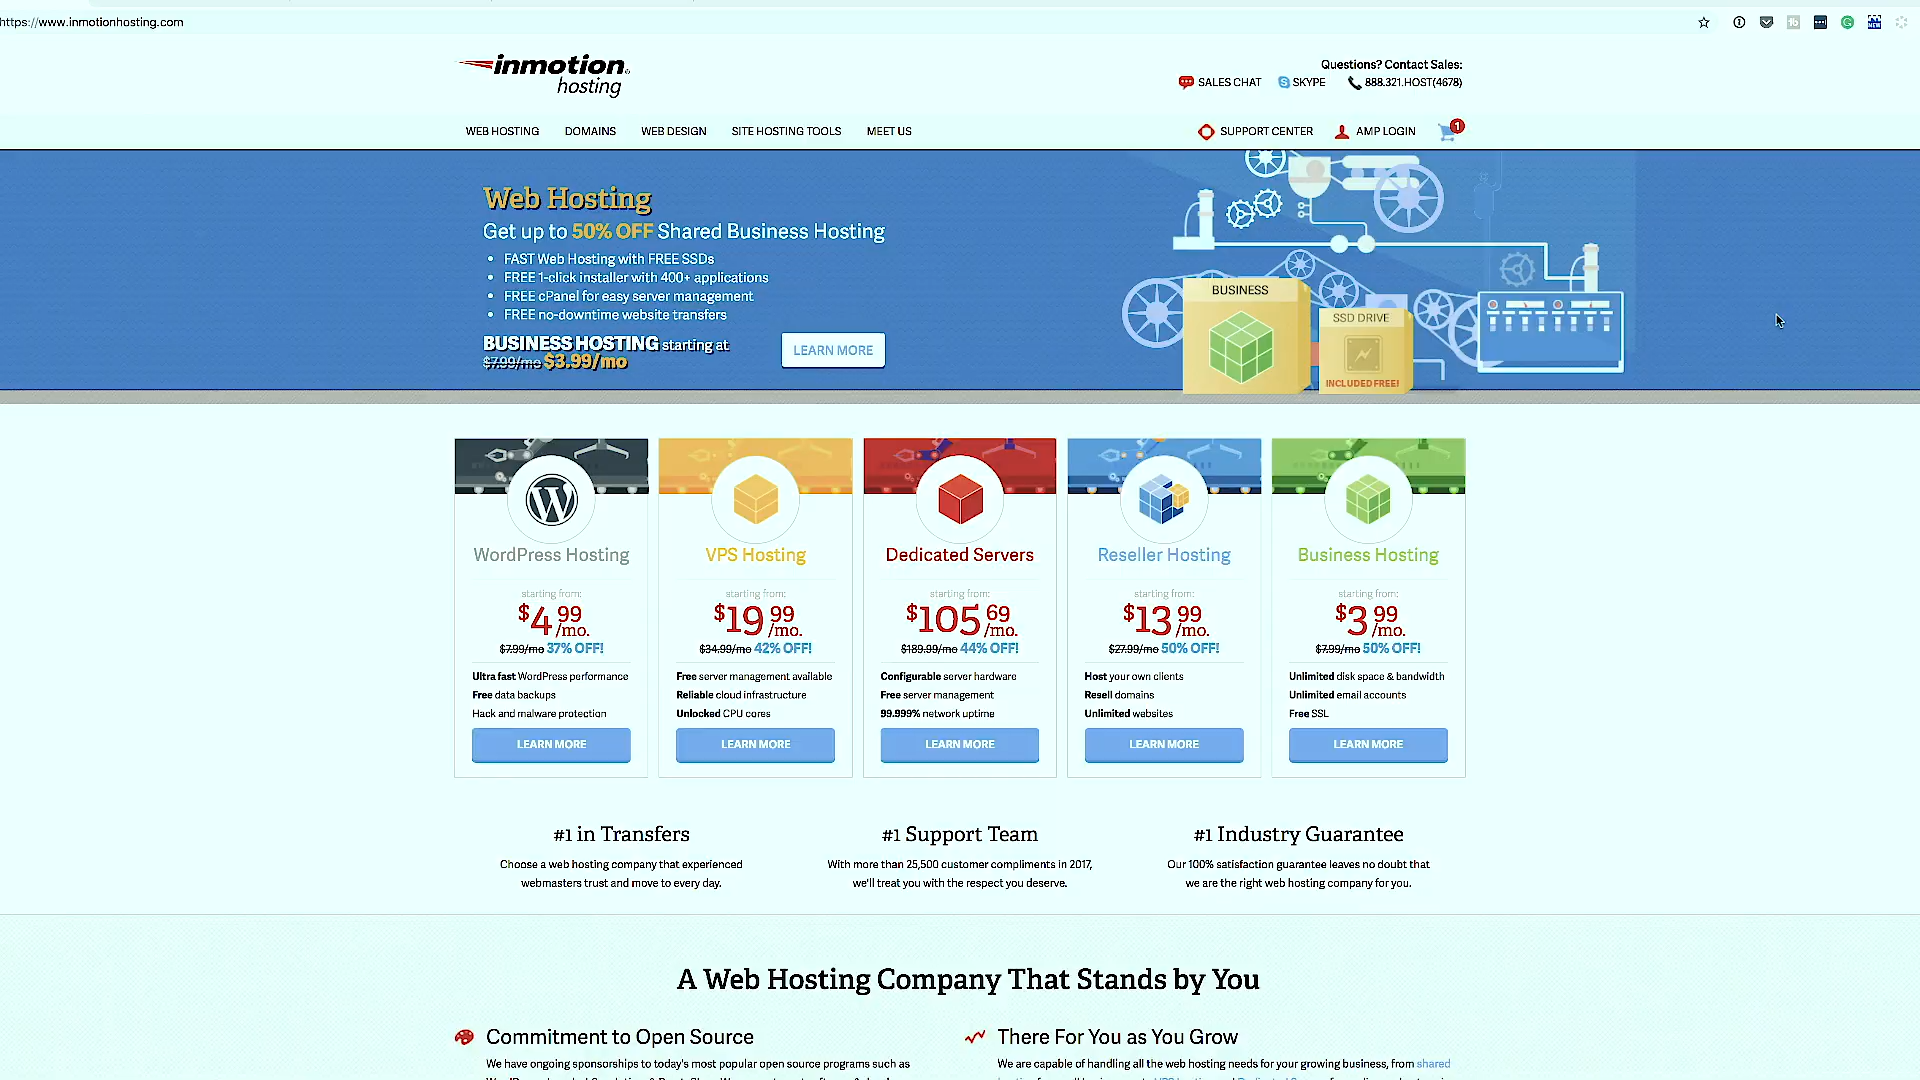 https://www.inmotionhosting.com
inmotion
hosting
Questions? Contact Sales:
SALES CHAT SKYPE 888.321.HOST(4678)
WEB HOSTING DOMAINS WEB DESIGN SITE HOSTING TOOLS MEET US
SUPPORT CENTER AMP LOGIN 1
Web Hosting
Get up to 50% OFF Shared Business Hosting
• FAST Web Hosting with FREE SSDs
• FREE 1-click installer with 400+ applications
• FREE cPanel for easy server management
• FREE no-downtime website transfers
BUSINESS HOSTING starting at
$7.99/mo $3.99/mo
LEARN MORE
BUSINESS
SSD DRIVE
INCLUDED FREE!
WordPress Hosting
starting from:
$4.99/mo.
$7.99/mo 37% OFF!
Ultra fast WordPress performance
Free data backups
Hack and malware protection
LEARN MORE
VPS Hosting
starting from:
$19.99/mo.
$34.99/mo 42% OFF!
Free server management available
Reliable cloud infrastructure
Unlocked CPU cores
LEARN MORE
Dedicated Servers
starting from:
$105.69/mo.
$189.99/mo 44% OFF!
Configurable server hardware
Free server management
99.999% network uptime
LEARN MORE
Reseller Hosting
starting from:
$13.99/mo.
$27.99/mo 50% OFF!
Host your own clients
Resell domains
Unlimited websites
LEARN MORE
Business Hosting
starting from:
$3.99/mo.
$7.99/mo 50% OFF!
Unlimited disk space & bandwidth
Unlimited email accounts
Free SSL
LEARN MORE
#1 in Transfers
Choose a web hosting company that experienced
webmasters trust and move to every day.
#1 Support Team
With more than 25,500 customer compliments in 2017,
we'll treat you with the respect you deserve.
#1 Industry Guarantee
Our 100% satisfaction guarantee leaves no doubt that
we are the right web hosting company for you.
A Web Hosting Company That Stands by You
Commitment to Open Source
We have ongoing sponsorships to today's most popular open source programs such as
There For You as You Grow
We are capable of handling all the web hosting needs for your growing business, from shared